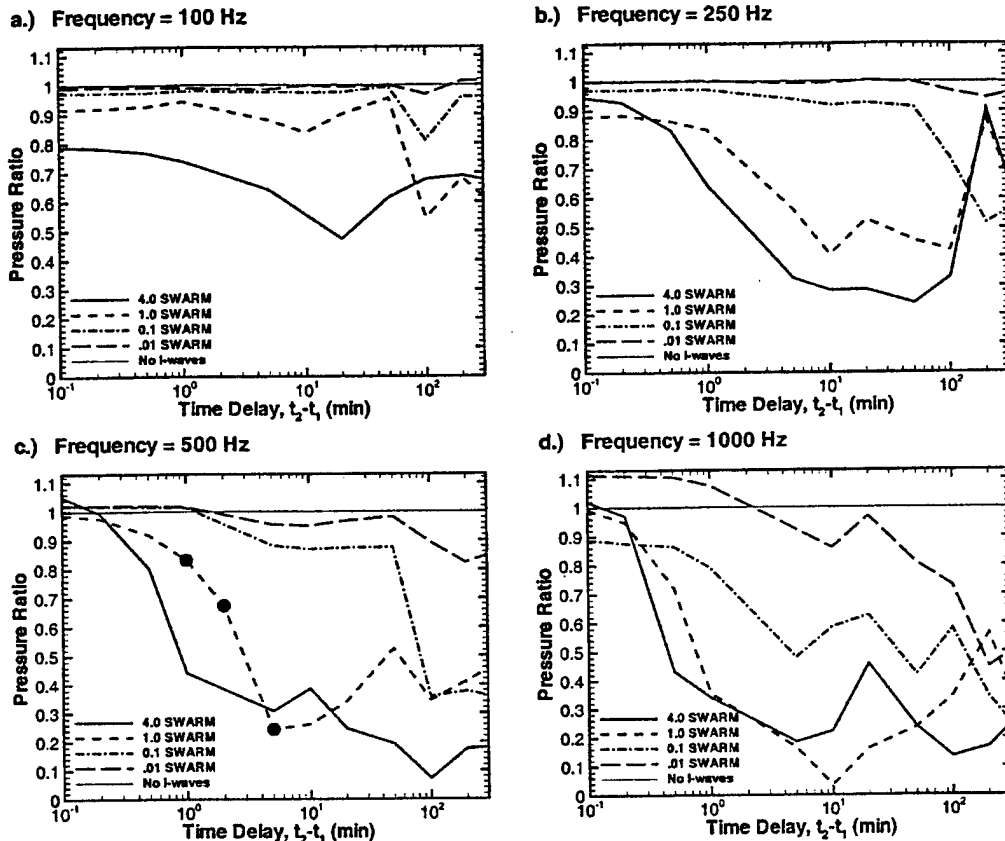 a.) Frequency = 100 Hz
1.1
1
0.9
0.8
0.7
0.6
0.5
0.4
0.3
0.2
0.1
0
Pressure Ratio
4.0 SWARM
1.0 SWARM
0.1 SWARM
.01 SWARM
No I-waves
10⁻¹ 10⁰ 10¹ 10²
Time Delay, t₂-t₁ (min)
b.) Frequency = 250 Hz
1.1
1
0.9
0.8
0.7
0.6
0.5
0.4
0.3
0.2
0.1
0
Pressure Ratio
4.0 SWARM
1.0 SWARM
0.1 SWARM
.01 SWARM
No I-waves
10⁻¹ 10⁰ 10¹ 10²
Time Delay, t₂-t₁ (min)
c.) Frequency = 500 Hz
1.1
1
0.9
0.8
0.7
0.6
0.5
0.4
0.3
0.2
0.1
0
Pressure Ratio
4.0 SWARM
1.0 SWARM
0.1 SWARM
.01 SWARM
No I-waves
10⁻¹ 10⁰ 10¹ 10²
Time Delay, t₂-t₁ (min)
d.) Frequency = 1000 Hz
1.1
1
0.9
0.8
0.7
0.6
0.5
0.4
0.3
0.2
0.1
0
Pressure Ratio
4.0 SWARM
1.0 SWARM
0.1 SWARM
.01 SWARM
No I-waves
10⁻¹ 10⁰ 10¹ 10²
Time Delay, t₂-t₁ (min)